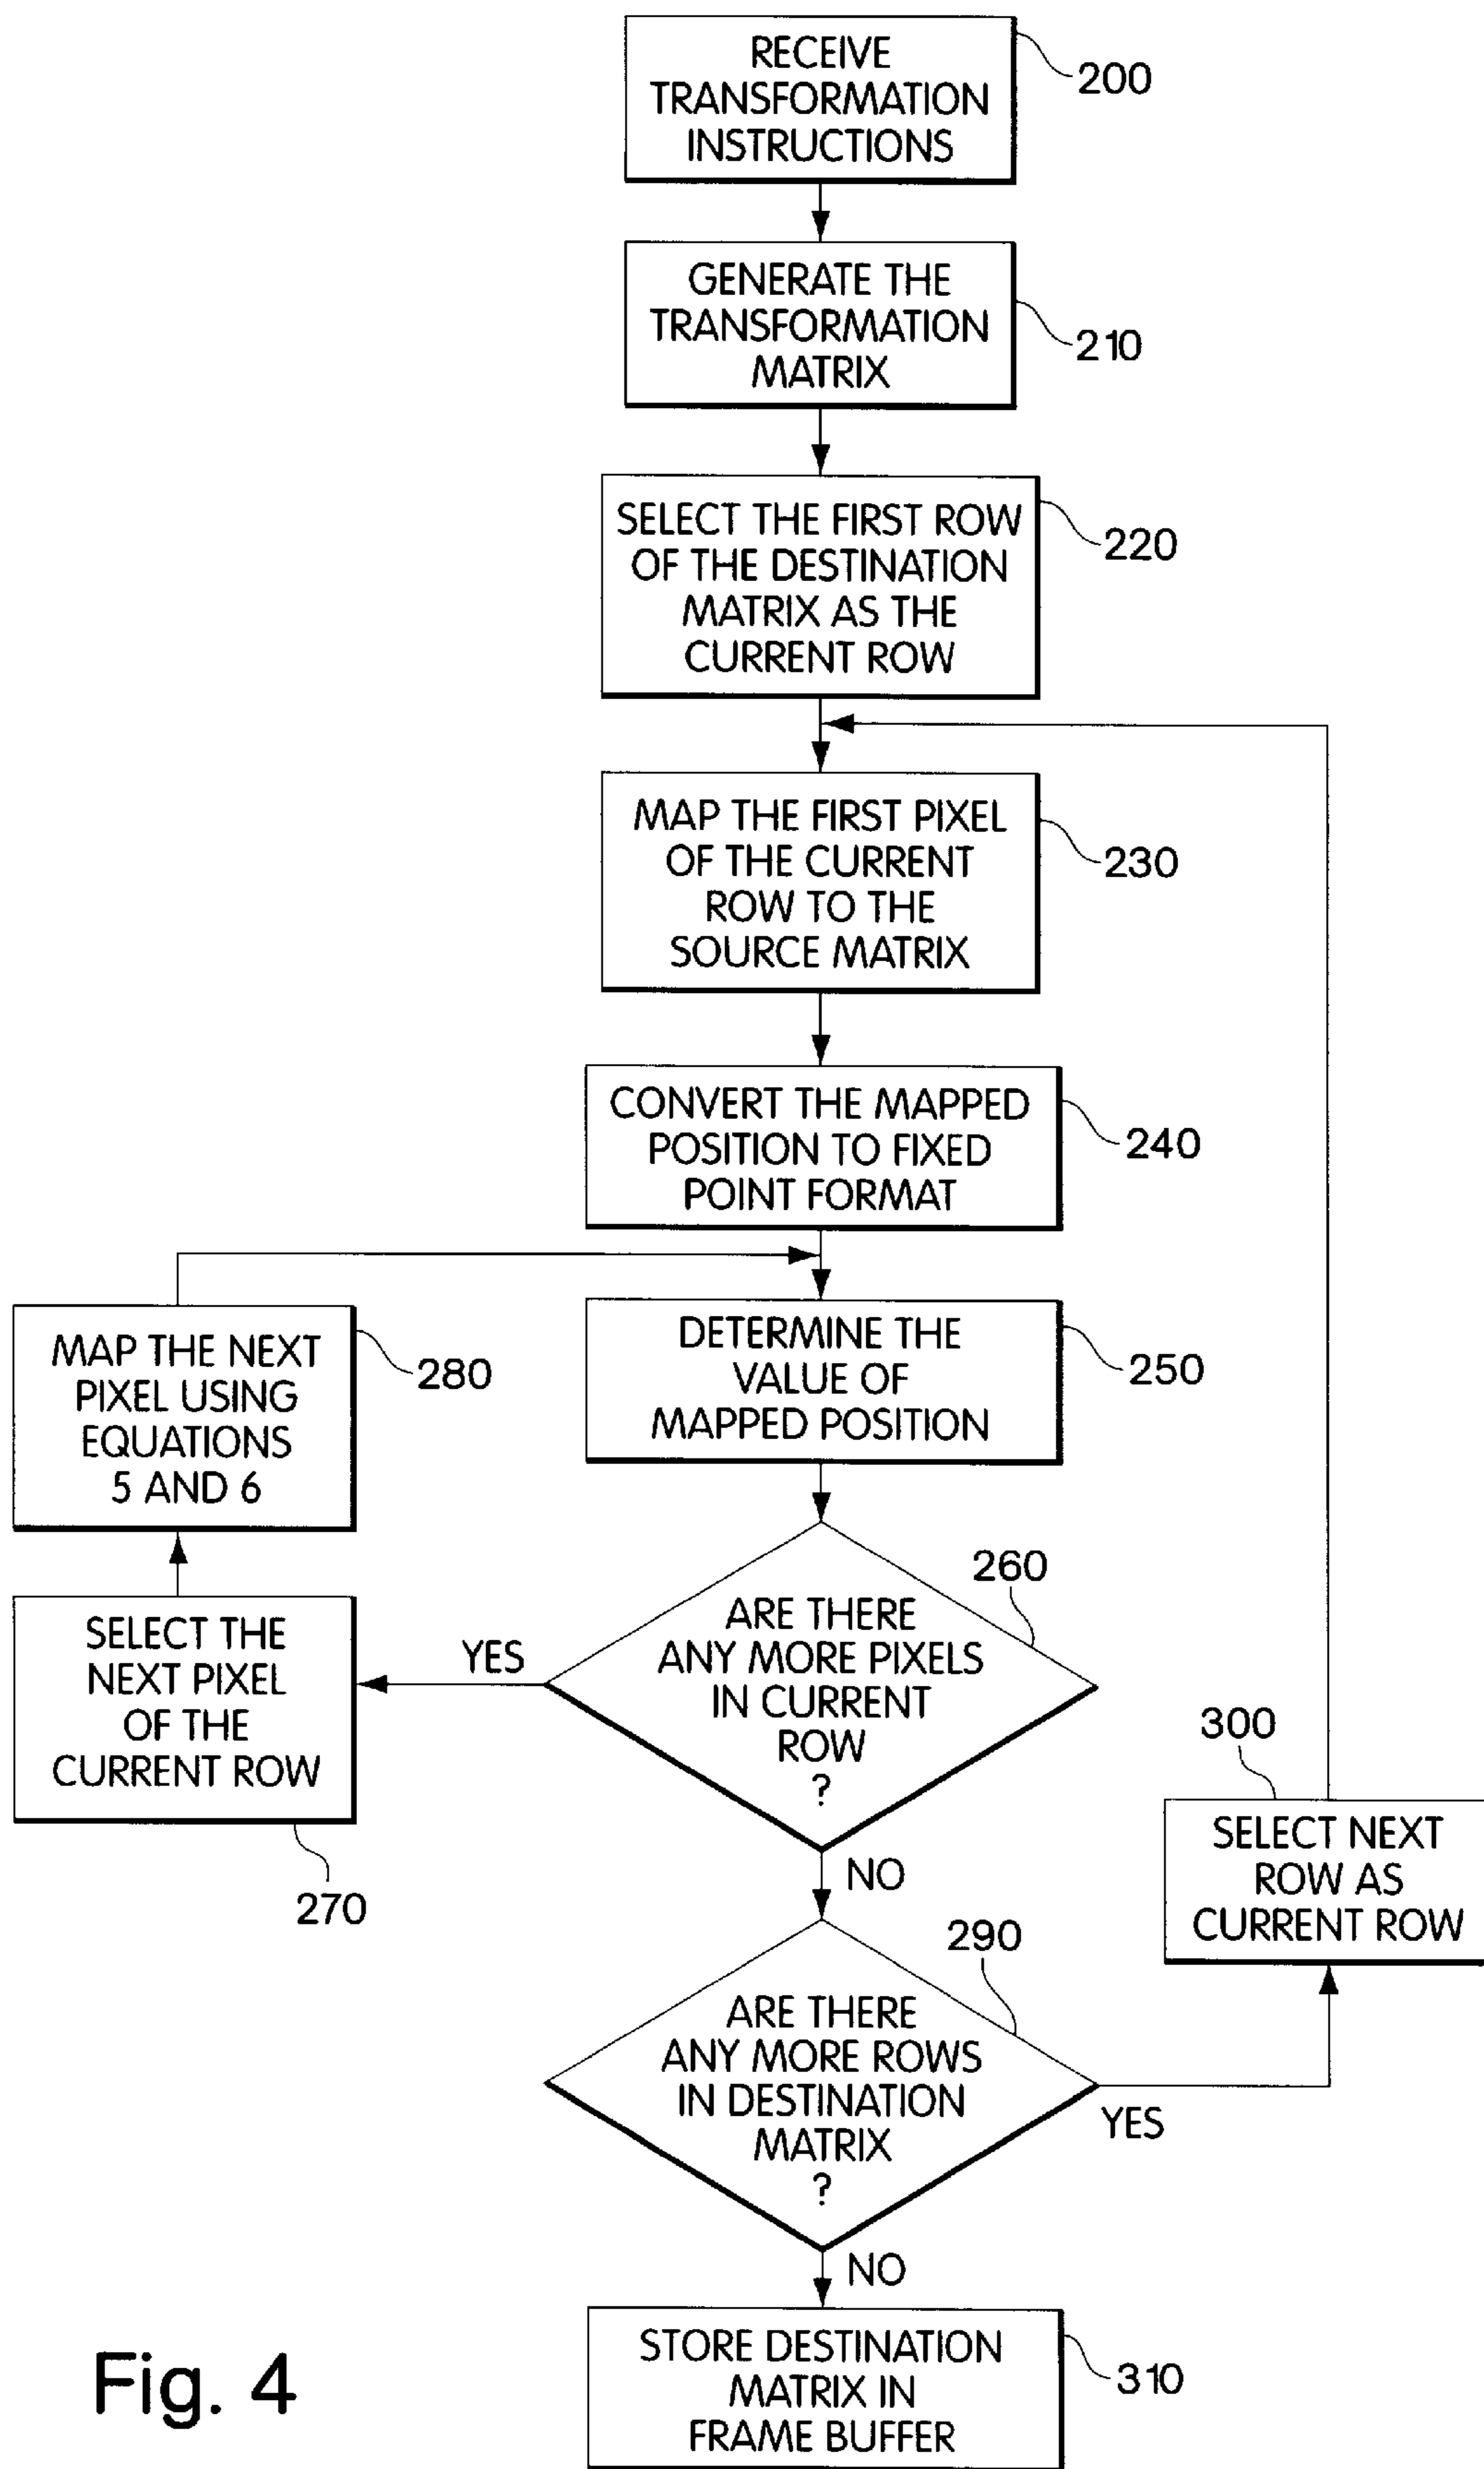 RECEIVE
TRANSFORMATION
INSTRUCTIONS
200
GENERATE THE
TRANSFORMATION
MATRIX
210
SELECT THE FIRST ROW
OF THE DESTINATION
MATRIX AS THE
CURRENT ROW
220
MAP THE FIRST PIXEL
OF THE CURRENT
ROW TO THE
SOURCE MATRIX
230
CONVERT THE MAPPED
POSITION TO FIXED
POINT FORMAT
240
DETERMINE THE
VALUE OF
MAPPED POSITION
250
MAP THE NEXT
PIXEL USING
EQUATIONS
5 AND 6
280
ARE THERE
ANY MORE PIXELS
IN CURRENT
ROW
?
260
YES
SELECT THE
NEXT PIXEL
OF THE
CURRENT ROW
270
NO
300
SELECT NEXT
ROW AS
CURRENT ROW
290
ARE THERE
ANY MORE ROWS
IN DESTINATION
MATRIX
?
YES
NO
STORE DESTINATION
MATRIX IN
FRAME BUFFER
310
Fig. 4